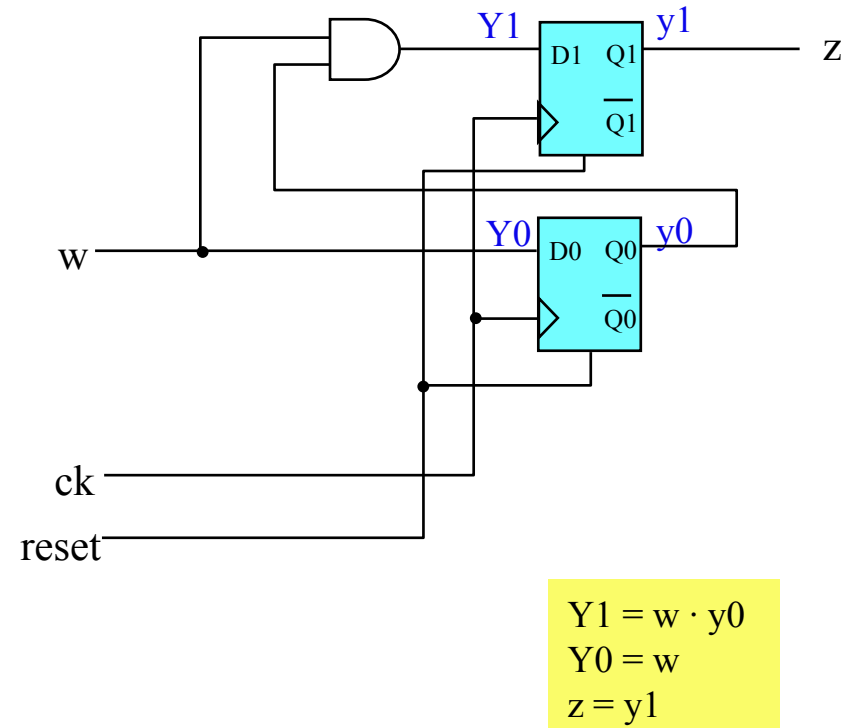 Y1
y1
D1 Q1
z
Q1
w
Y0
y0
D0 Q0
Q0
ck
reset
Y1 = w · y0
Y0 = w
z = y1